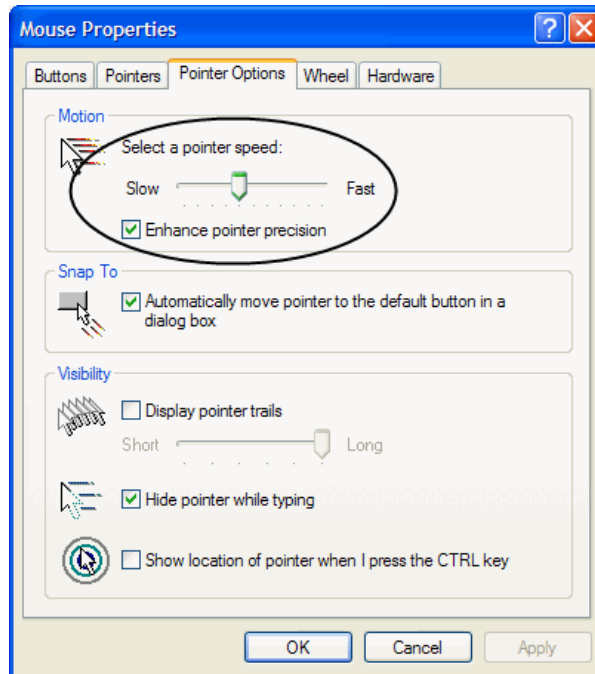 Mouse Properties
Buttons Pointers Pointer Options Wheel Hardware
Motion
Select a pointer speed:
Slow Fast
Enhance pointer precision
Snap To
Automatically move pointer to the default button in a
dialog box
Visibility
Display pointer trails
Short Long
Hide pointer while typing
Show location of pointer when I press the CTRL key
OK Cancel Apply